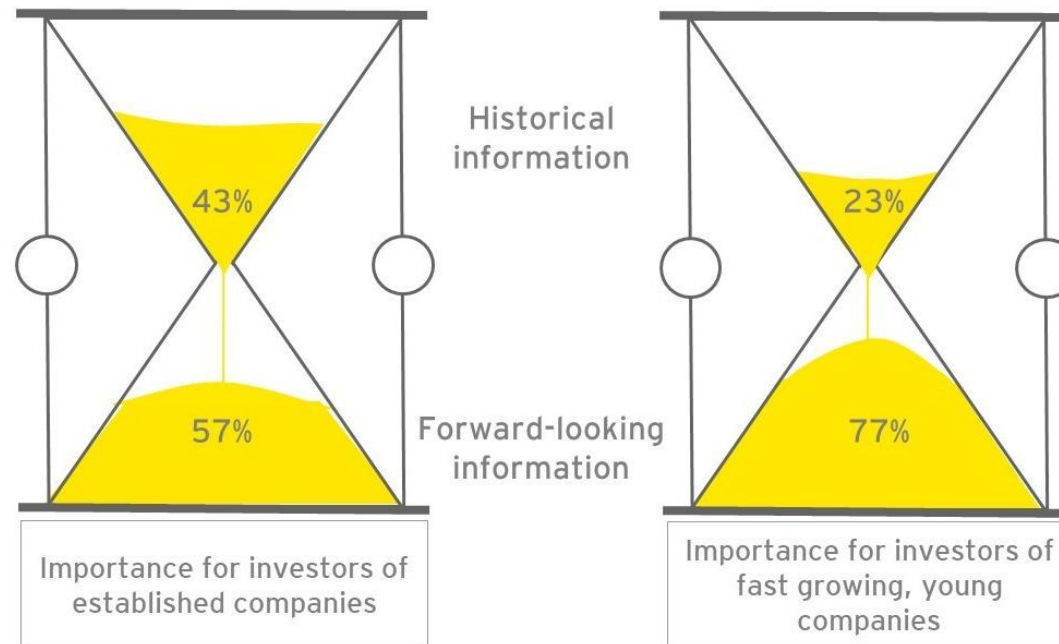 Historical
information
43%
23%
57%
Forward-looking
information
77%
Importance for investors of
established companies
Importance for investors of
fast growing, young
companies